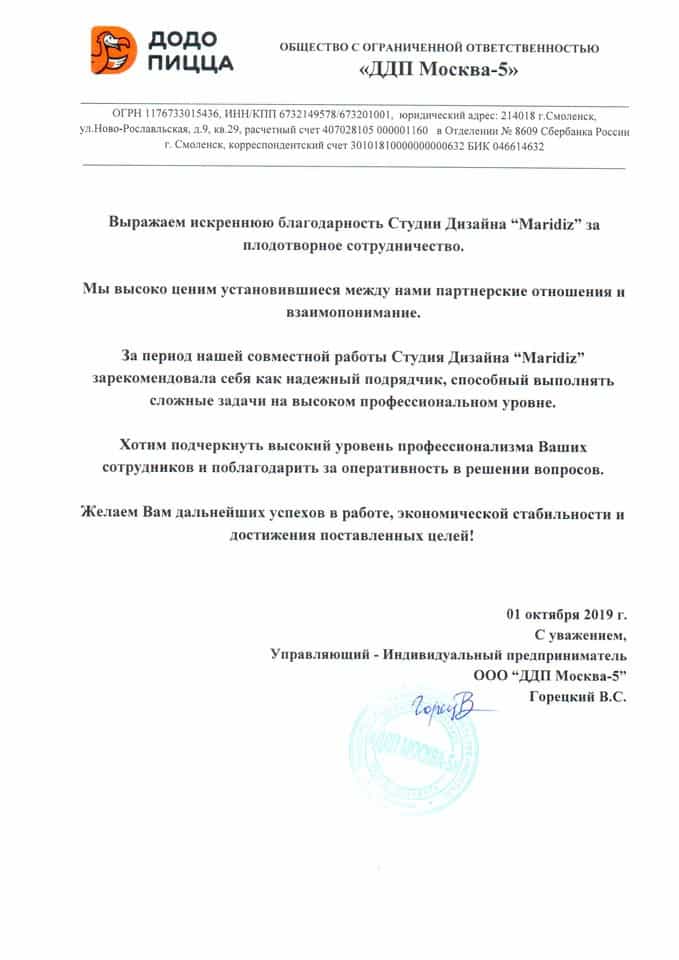 ДОДО
ПИЦЦА
ОБЩЕСТВО С ОГРАНИЧЕННОЙ ОТВЕТСТВЕННОСТЬЮ
«ДДП Москва-5»
ОГРН 1176733015436, ИНН/КПП 6732149578/673201001, юридический адрес: 214018 г.Смоленск,
ул.Ново-Рославльская, д.9, кв.29, расчетный счет 407028105 000001160 в Отделении № 8609 Сбербанка России
г. Смоленск, корреспондентский счет 30101810000000000632 БИК 046614632
Выражаем искреннюю благодарность Студии Дизайна “Maridiz” за
плодотворное сотрудничество.
Мы высоко ценим установившиеся между нами партнерские отношения и
взаимопонимание.
За период нашей совместной работы Студия Дизайна “Maridiz”
зарекомендовала себя как надежный подрядчик, способный выполнять
сложные задачи на высоком профессиональном уровне.
Хотим подчеркнуть высокий уровень профессионализма Ваших
сотрудников и поблагодарить за оперативность в решении вопросов.
Желаем Вам дальнейших успехов в работе, экономической стабильности и
достижения поставленных целей!
01 октября 2019 г.
С уважением,
Управляющий - Индивидуальный предприниматель
ООО “ДДП Москва-5”
Горецкий В.С.
«ДДП МОСКВА-5»